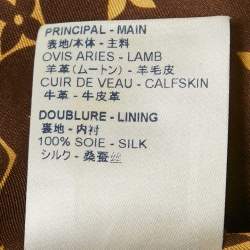 PRINCIPAL - MAIN
表地/本体 - 主料
OVIS ARIES - LAMB
羊革(ムートン) - 羊毛皮
CUIR DE VEAU - CALFSKIN
牛革 - 牛皮革
DOUBLURE - LINING
裏地 - 内衬
100% SOIE - SILK
シルク - 桑蚕丝